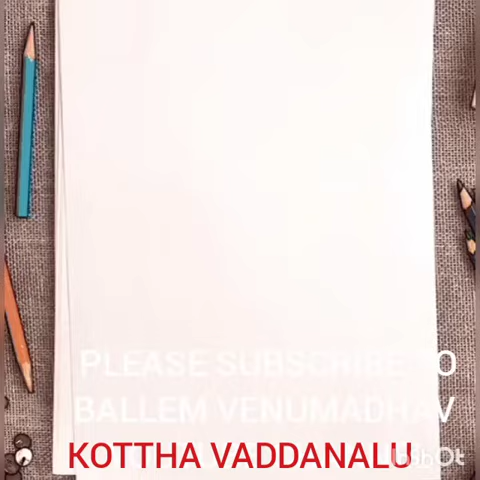 PLEASE SUBSCRIBE TO
BALLEM VENUMADHAV
KOTTHA VADDANALU